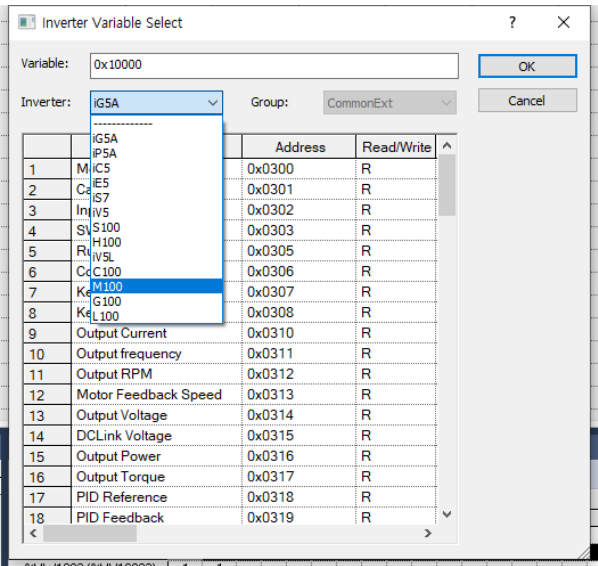 Inverter Variable Select ? ×
Variable: 0x10000 OK
Inverter: iG5A Group: CommonExt Cancel
-------------
iG5A
iP5A
iC5
iE5
iS7
iV5
S100
H100
iV5L
C100
M100
G100
L100
Address Read/Write
1 0x0300 R
2 0x0301 R
3 0x0302 R
4 0x0303 R
5 0x0305 R
6 0x0306 R
7 0x0307 R
8 0x0308 R
9 Output Current 0x0310 R
10 Output frequency 0x0311 R
11 Output RPM 0x0312 R
12 Motor Feedback Speed 0x0313 R
13 Output Voltage 0x0314 R
14 DCLink Voltage 0x0315 R
15 Output Power 0x0316 R
16 Output Torque 0x0317 R
17 PID Reference 0x0318 R
18 PID Feedback 0x0319 R